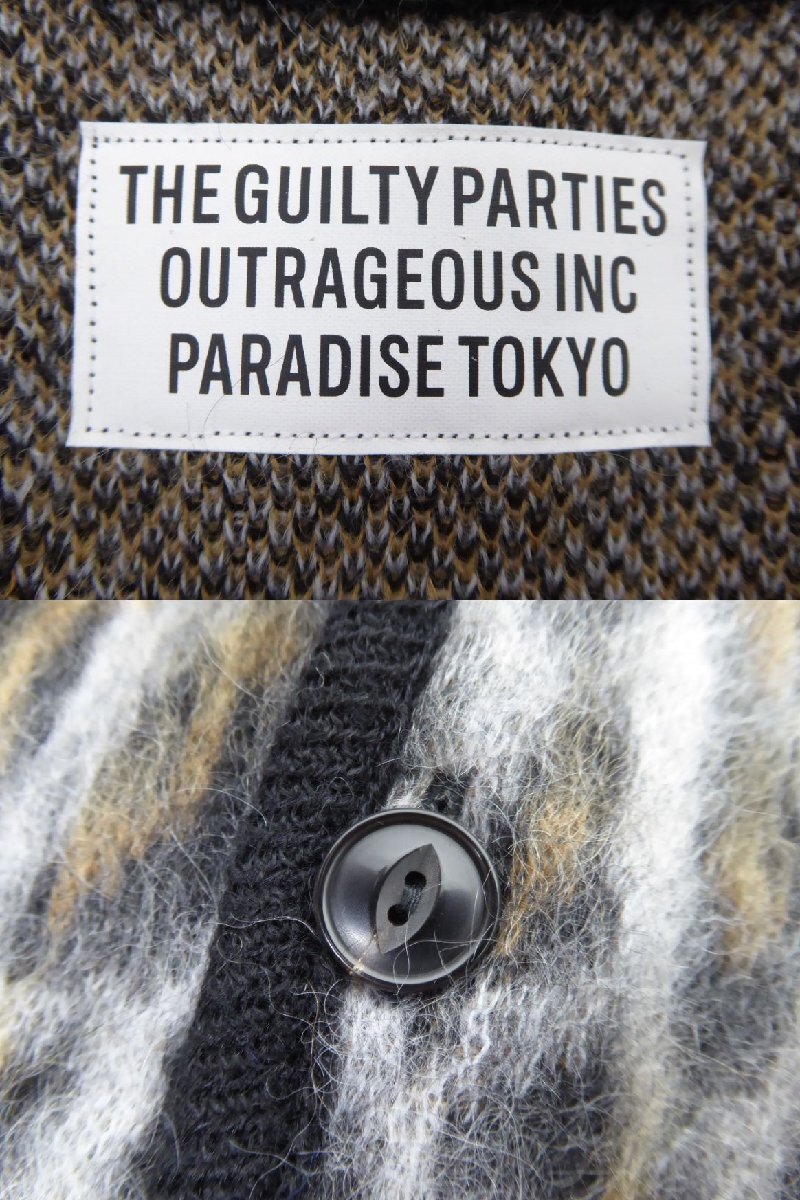 THE GUILTY PARTIES
OUTRAGEOUS INC
PARADISE TOKYO